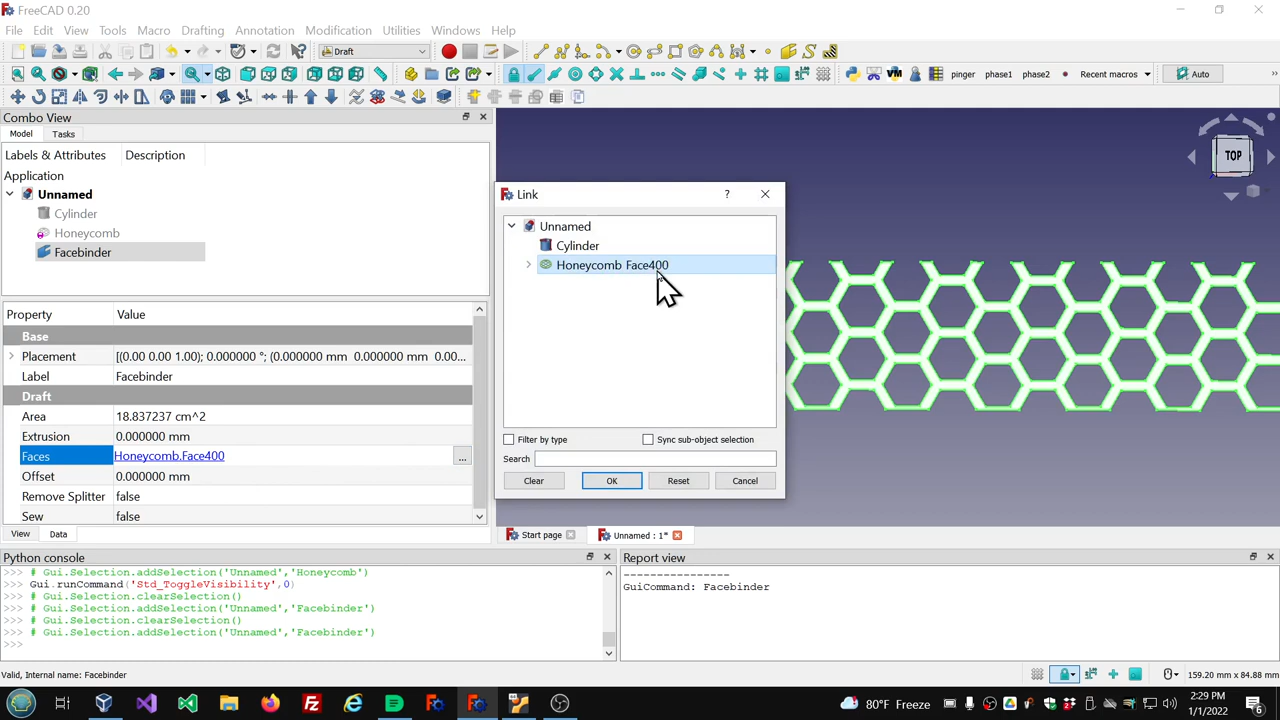 FreeCAD 0.20
File Edit View Tools Macro Drafting Annotation Modification Utilities Windows Help
Draft
VM pinger phase1 phase2 Recent macros Auto
Combo View
Model Tasks
Labels & Attributes Description
Application
Unnamed
Cylinder
Honeycomb
Facebinder
Property Value
Base
Placement [(0.00 0.00 1.00); 0.000000 °; (0.000000 mm 0.000000 mm 0.00...
Label Facebinder
Draft
Area 18.837237 cm^2
Extrusion 0.000000 mm
Faces Honeycomb.Face400 ...
Offset 0.000000 mm
Remove Splitter false
Sew false
View Data
Link ?
Unnamed
Cylinder
Honeycomb Face400
Filter by type Sync sub-object selection
Search
Clear OK Reset Cancel
TOP
Start page Unnamed : 1*
Python console
>>> # Gui.Selection.addSelection('Unnamed','Honeycomb')
>>> Gui.runCommand('Std_ToggleVisibility',0)
>>> # Gui.Selection.clearSelection()
>>> # Gui.Selection.addSelection('Unnamed','Facebinder')
>>> # Gui.Selection.clearSelection()
>>> # Gui.Selection.addSelection('Unnamed','Facebinder')
>>>
Report view
----------------
GuiCommand: Facebinder
Valid, Internal name: Facebinder
159.20 mm x 84.88 mm
80°F Freeze
2:29 PM
1/1/2022
6